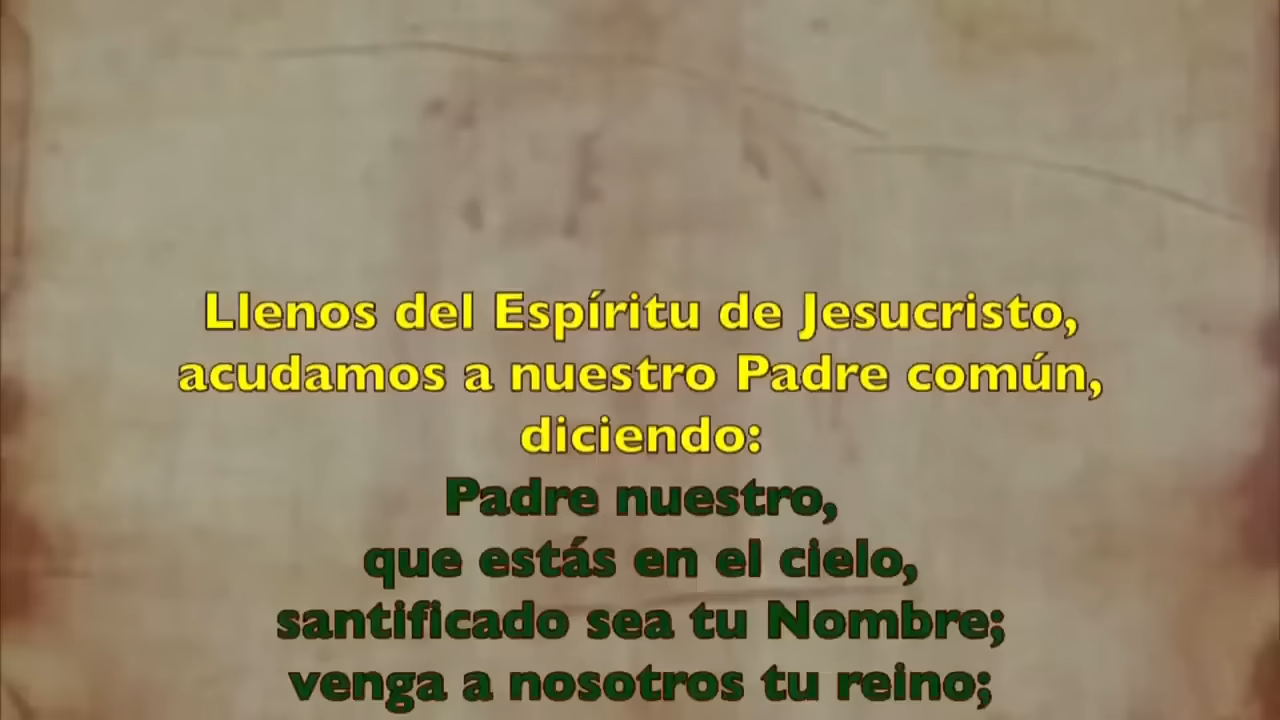 Llenos del Espíritu de Jesucristo,
acudamos a nuestro Padre común,
diciendo:
Padre nuestro,
que estás en el cielo,
santificado sea tu Nombre;
venga a nosotros tu reino;